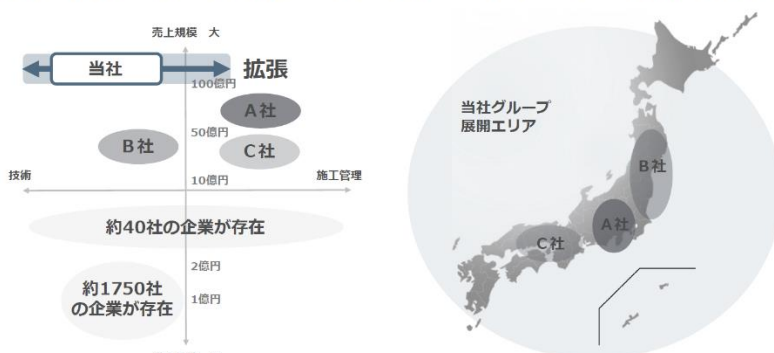 売上規模 大
当社
拡張
100億円
A社
50億円
B社
C社
技術
10億円
施工管理
約40社の企業が存在
2億円
約1750社
の企業が存在
1億円
当社グループ
展開エリア
B社
A社
C社